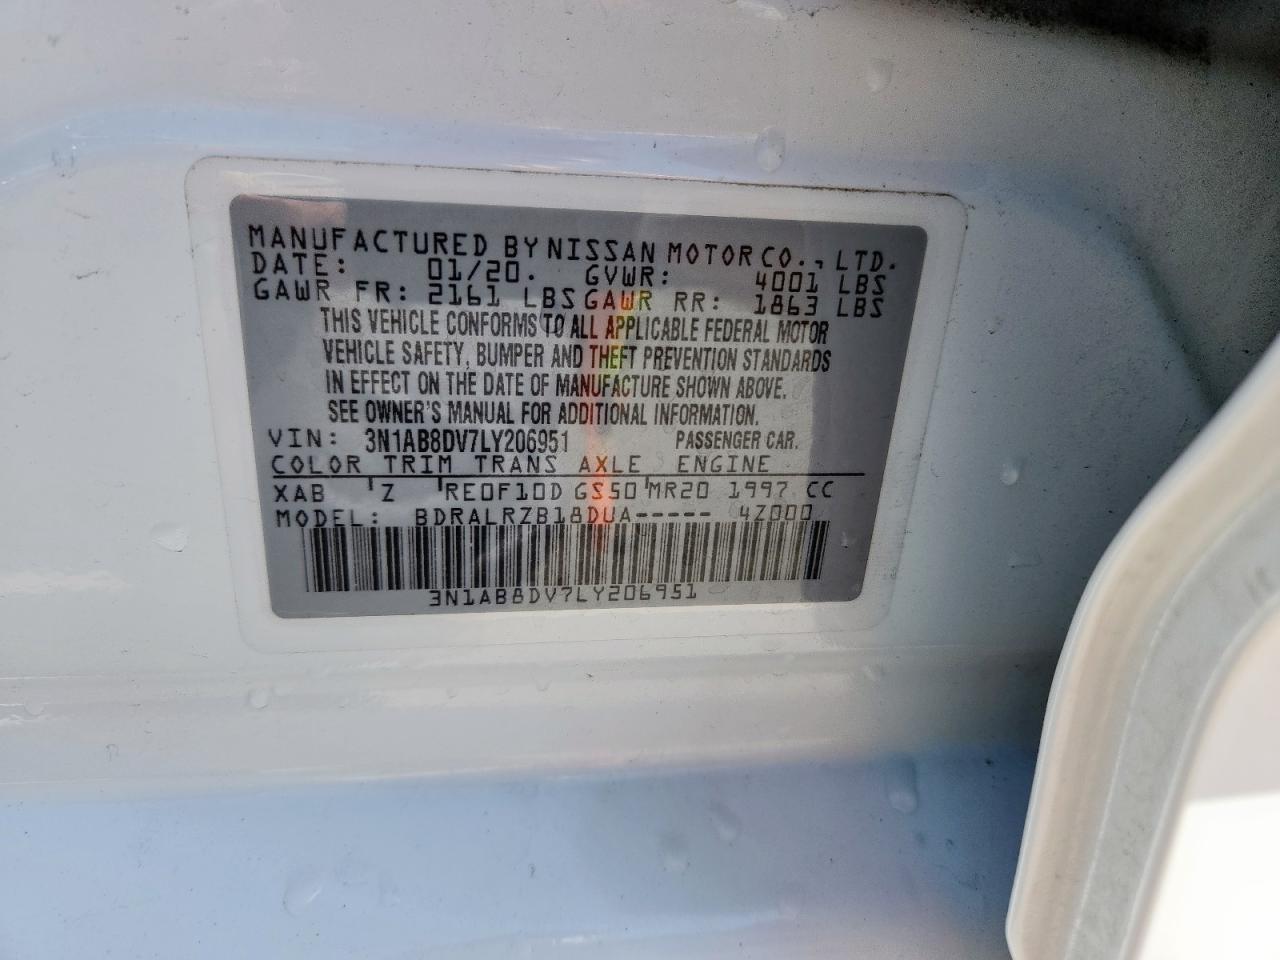 MANUFACTURED BY NISSAN MOTOR CO., LTD.
DATE: 01/20. GVWR: 4001 LBS
GAWR FR: 2161 LBS GAWR RR: 1863 LBS
THIS VEHICLE CONFORMS TO ALL APPLICABLE FEDERAL MOTOR
VEHICLE SAFETY, BUMPER AND THEFT PREVENTION STANDARDS
IN EFFECT ON THE DATE OF MANUFACTURE SHOWN ABOVE.
SEE OWNER'S MANUAL FOR ADDITIONAL INFORMATION.
VIN: 3N1AB8DV7LY206951 PASSENGER CAR.
COLOR TRIM TRANS AXLE ENGINE
XAB Z RE0F10D GS50 MR20 1997 CC
MODEL: BDRALRZB18DUA----- 4Z000
3N1AB8DV7LY206951